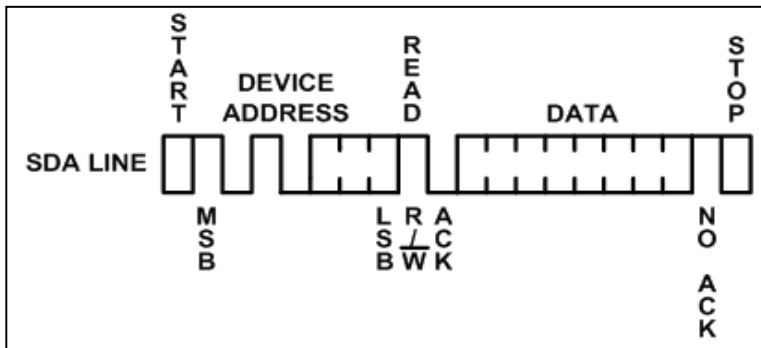 START
DEVICE
ADDRESS
READ
DATA
STOP
SDA LINE
MSB
LSB
R/W
ACK
NO ACK